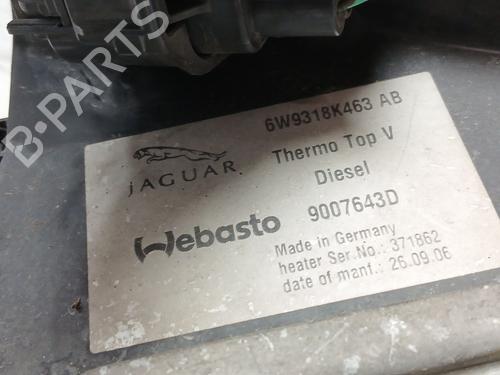 6W9318K463 AB
JAGUAR
Thermo Top V
Diesel
Webasto
9007643D
Made in Germany
heater Ser.No.: 371862
date of manf.: 26.09.06
B-PARTS